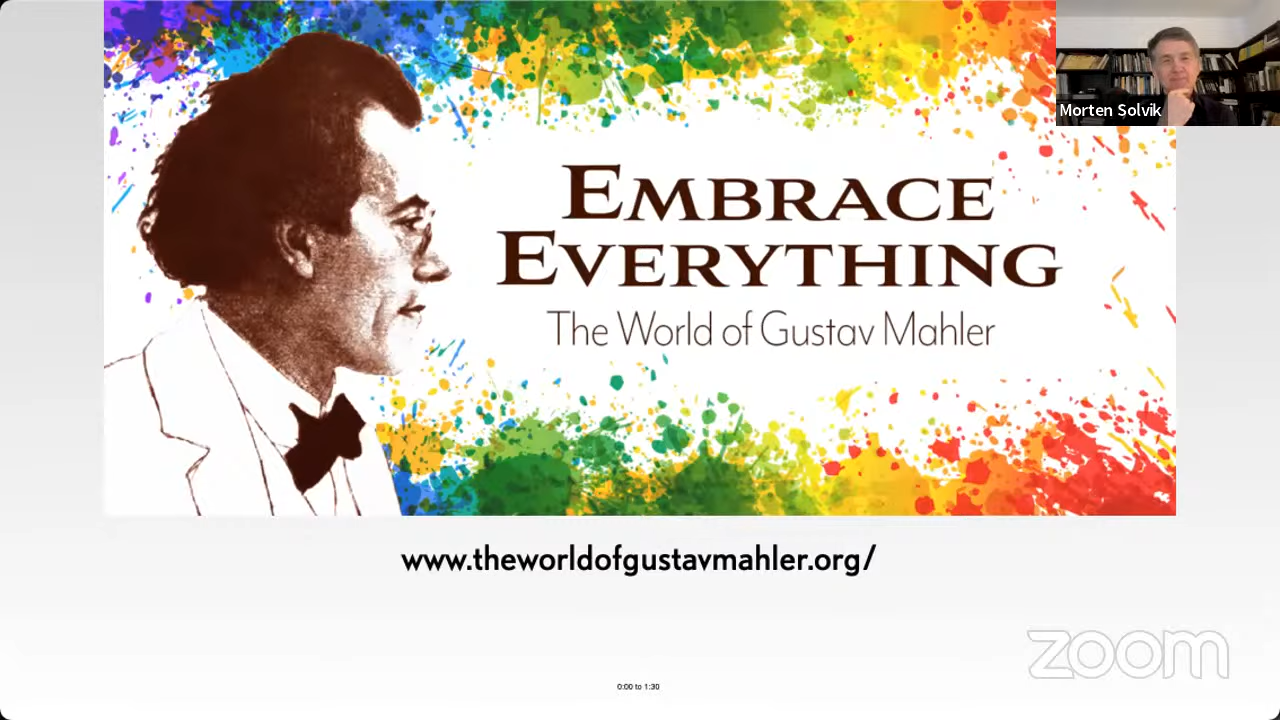 Morten Solvik
EMBRACE
EVERYTHING
The World of Gustav Mahler
www.theworldofgustavmahler.org/
zoom
0:00 to 1:30